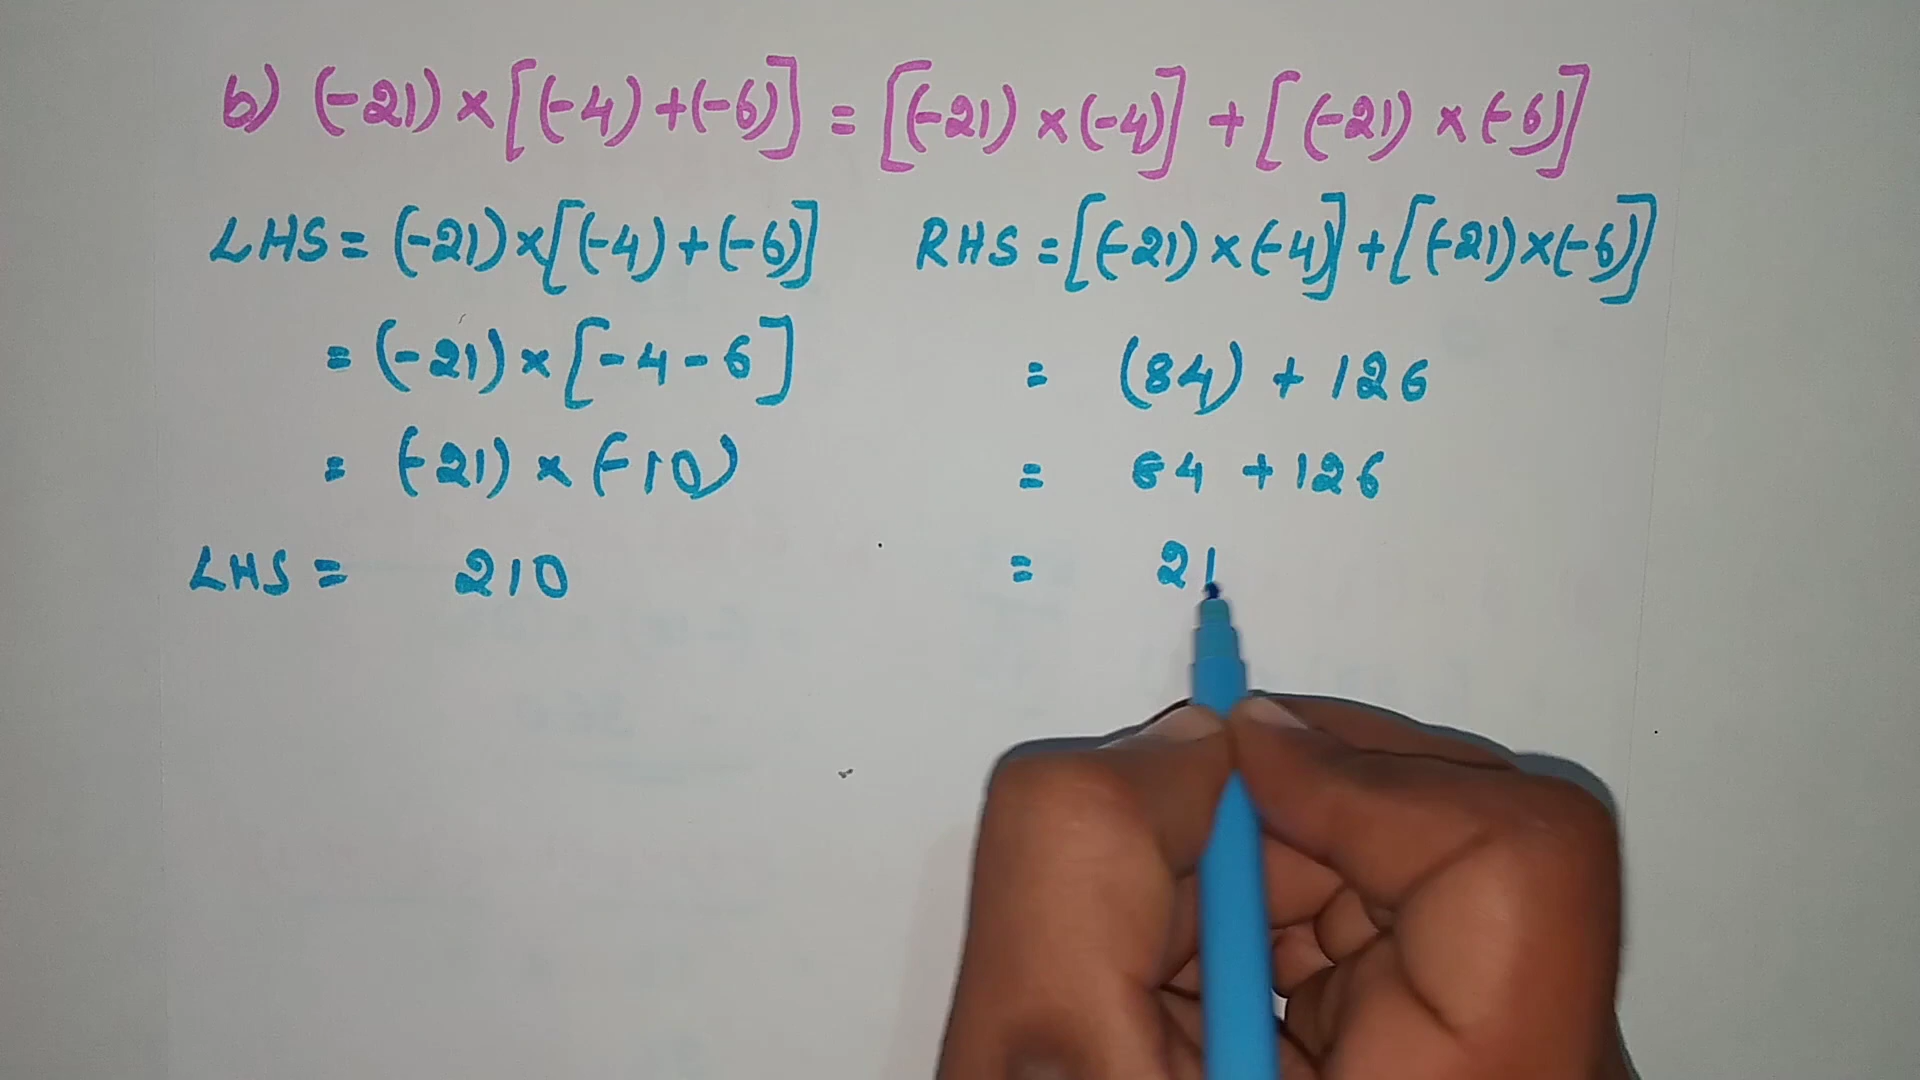 b) (-21) × [(-4) + (-6)] = [(-21) × (-4)] + [(-21) × (-6)]
LHS = (-21) × [(-4) + (-6)]
= (-21) × [-4 - 6]
= (-21) × (-10)
LHS = 210
RHS = [(-21) × (-4)] + [(-21) × (-6)]
= (84) + 126
= 84 + 126
= 21